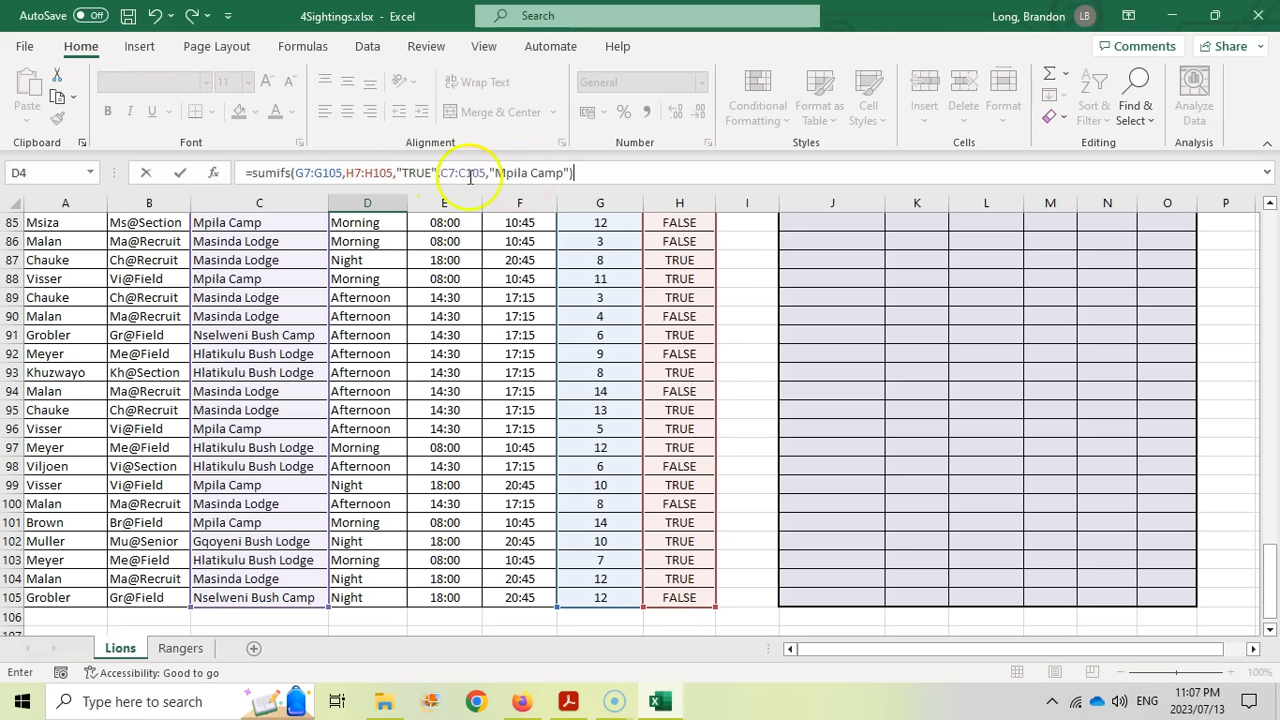 AutoSave Off 4Sightings.xlsx - Excel Search Long, Brandon LB
File Home Insert Page Layout Formulas Data Review View Automate Help Comments Share
Paste 11 A A Wrap Text General Conditional Formatting Format as Table Cell Styles Insert Delete Format Sort & Filter Find & Select Analyze Data
B I U A Merge & Center % ,
Clipboard Font Alignment Number Styles Cells Editing Analysis
D4 fx =sumifs(G7:G105,H7:H105,"TRUE",C7:C105,"Mpila Camp")
A B C D E F G H I J K L M N O P
85 Msiza Ms@Section Mpila Camp Morning 08:00 10:45 12 FALSE
86 Malan Ma@Recruit Masinda Lodge Morning 08:00 10:45 3 FALSE
87 Chauke Ch@Recruit Masinda Lodge Night 18:00 20:45 8 TRUE
88 Visser Vi@Field Mpila Camp Morning 08:00 10:45 11 TRUE
89 Chauke Ch@Recruit Masinda Lodge Afternoon 14:30 17:15 3 TRUE
90 Malan Ma@Recruit Masinda Lodge Afternoon 14:30 17:15 4 FALSE
91 Grobler Gr@Field Nselweni Bush Camp Afternoon 14:30 17:15 6 TRUE
92 Meyer Me@Field Hlatikulu Bush Lodge Afternoon 14:30 17:15 9 FALSE
93 Khuzwayo Kh@Section Hlatikulu Bush Lodge Afternoon 14:30 17:15 8 TRUE
94 Malan Ma@Recruit Masinda Lodge Afternoon 14:30 17:15 14 FALSE
95 Chauke Ch@Recruit Masinda Lodge Afternoon 14:30 17:15 13 TRUE
96 Visser Vi@Field Mpila Camp Afternoon 14:30 17:15 5 TRUE
97 Meyer Me@Field Hlatikulu Bush Lodge Morning 08:00 10:45 12 TRUE
98 Viljoen Vi@Section Hlatikulu Bush Lodge Afternoon 14:30 17:15 6 FALSE
99 Visser Vi@Field Mpila Camp Night 18:00 20:45 10 TRUE
100 Malan Ma@Recruit Masinda Lodge Afternoon 14:30 17:15 8 FALSE
101 Brown Br@Field Mpila Camp Morning 08:00 10:45 14 TRUE
102 Muller Mu@Senior Gqoyeni Bush Lodge Night 18:00 20:45 10 TRUE
103 Meyer Me@Field Hlatikulu Bush Lodge Morning 08:00 10:45 7 TRUE
104 Malan Ma@Recruit Masinda Lodge Night 18:00 20:45 12 TRUE
105 Grobler Gr@Field Nselweni Bush Camp Night 18:00 20:45 12 FALSE
106
107
Lions Rangers
Enter Accessibility: Good to go 100%
Type here to search ENG 11:07 PM
2023/07/13